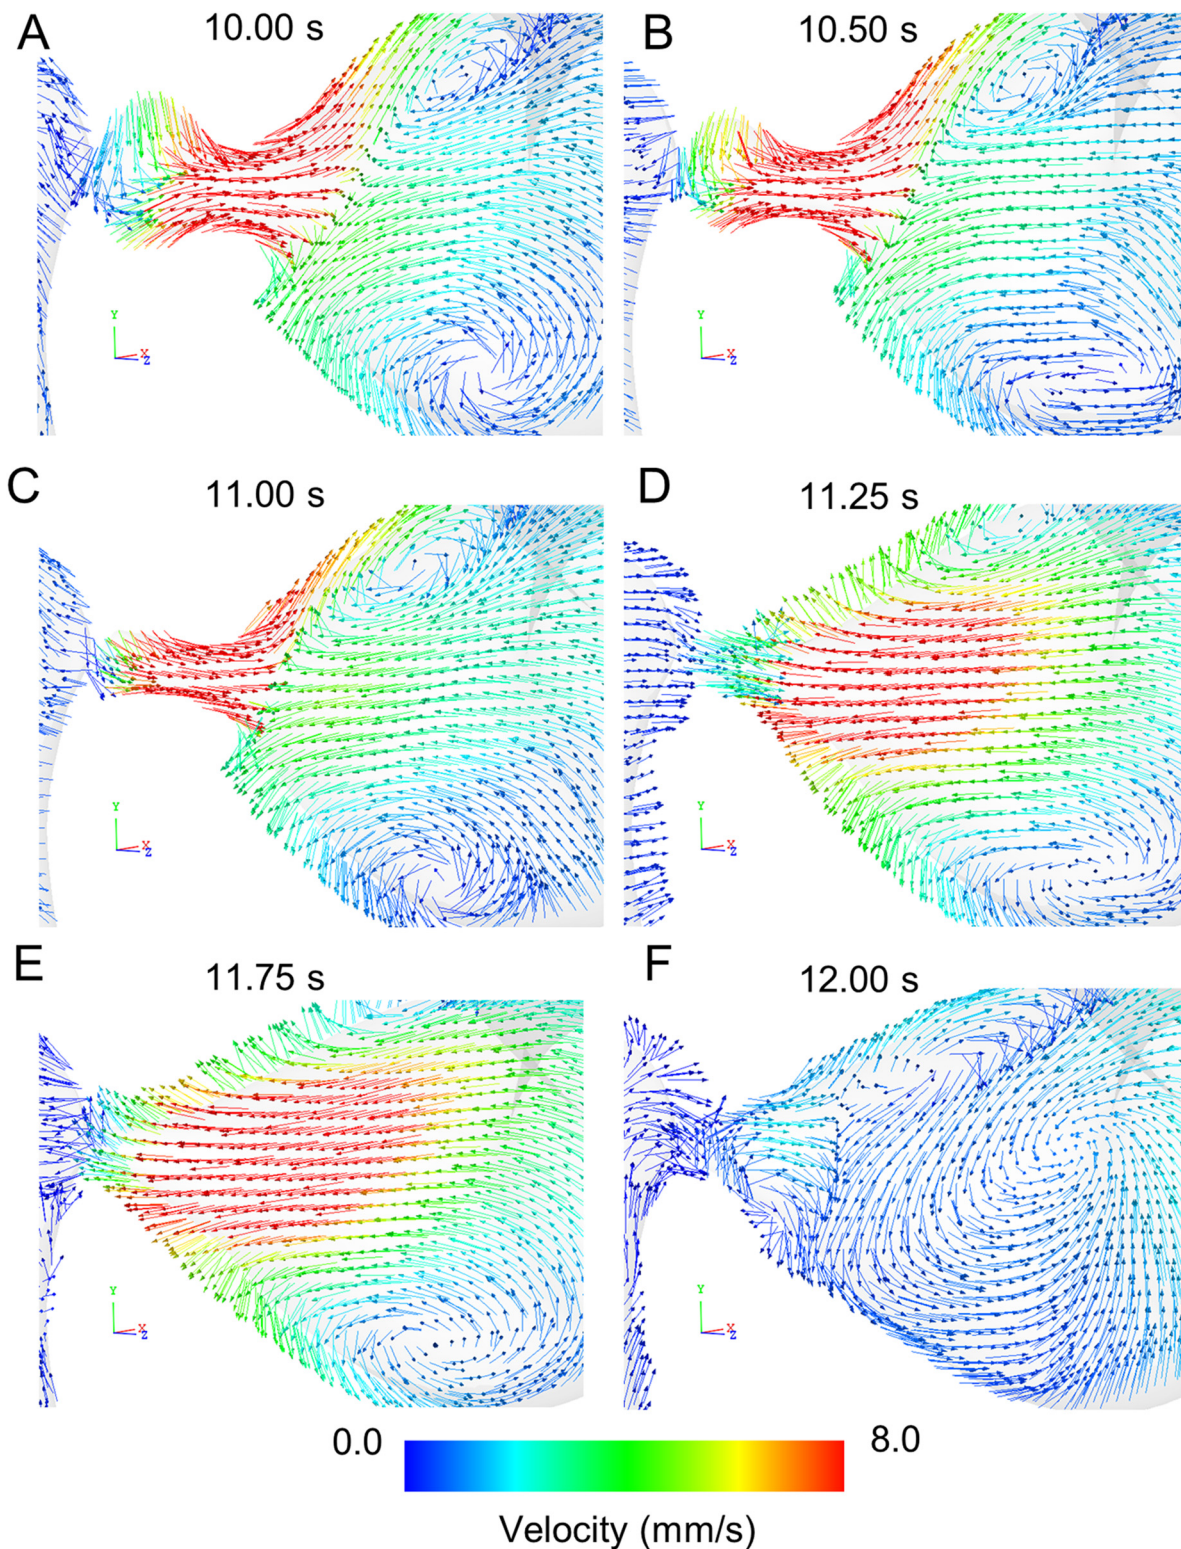 A
10.00 s
B
10.50 s
Y
X
Z
Y
X
Z
C
11.00 s
D
11.25 s
Y
X
Z
Y
X
Z
E
11.75 s
F
12.00 s
Y
X
Z
Y
X
Z
0.0
8.0
Velocity (mm/s)